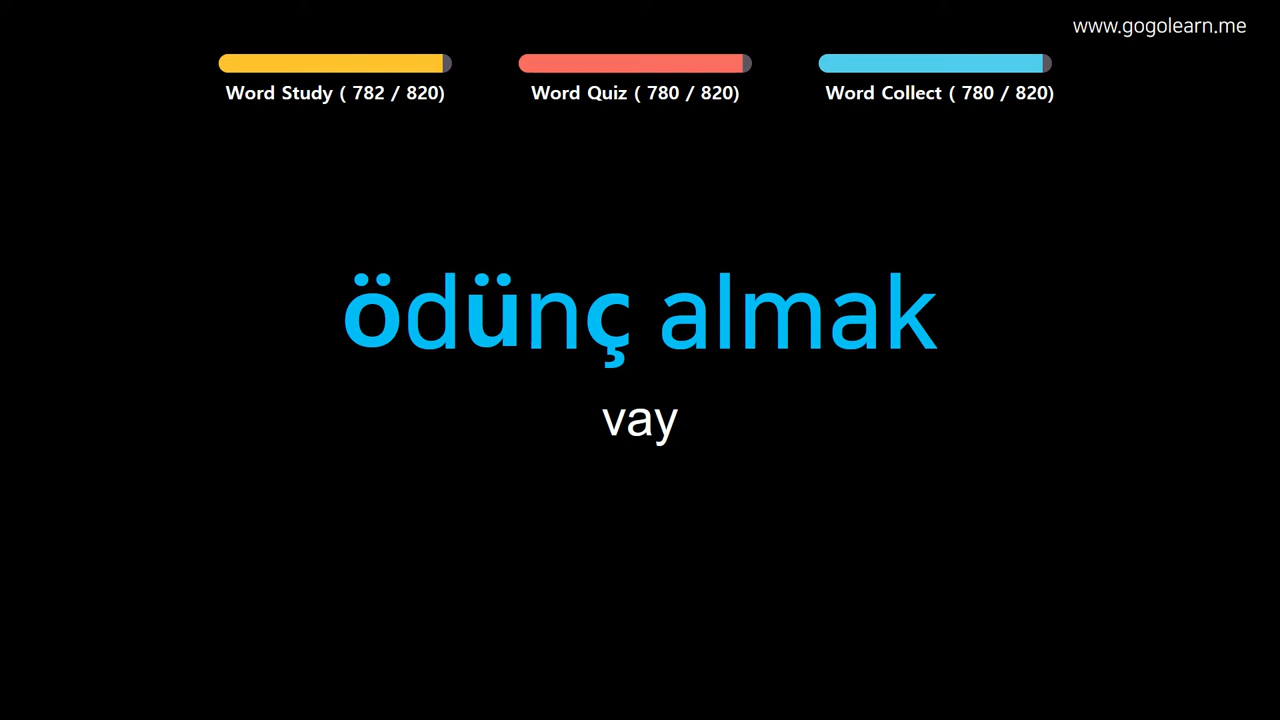 www.gogolearn.me
Word Study ( 782 / 820)
Word Quiz ( 780 / 820)
Word Collect ( 780 / 820)
ödünç almak
vay